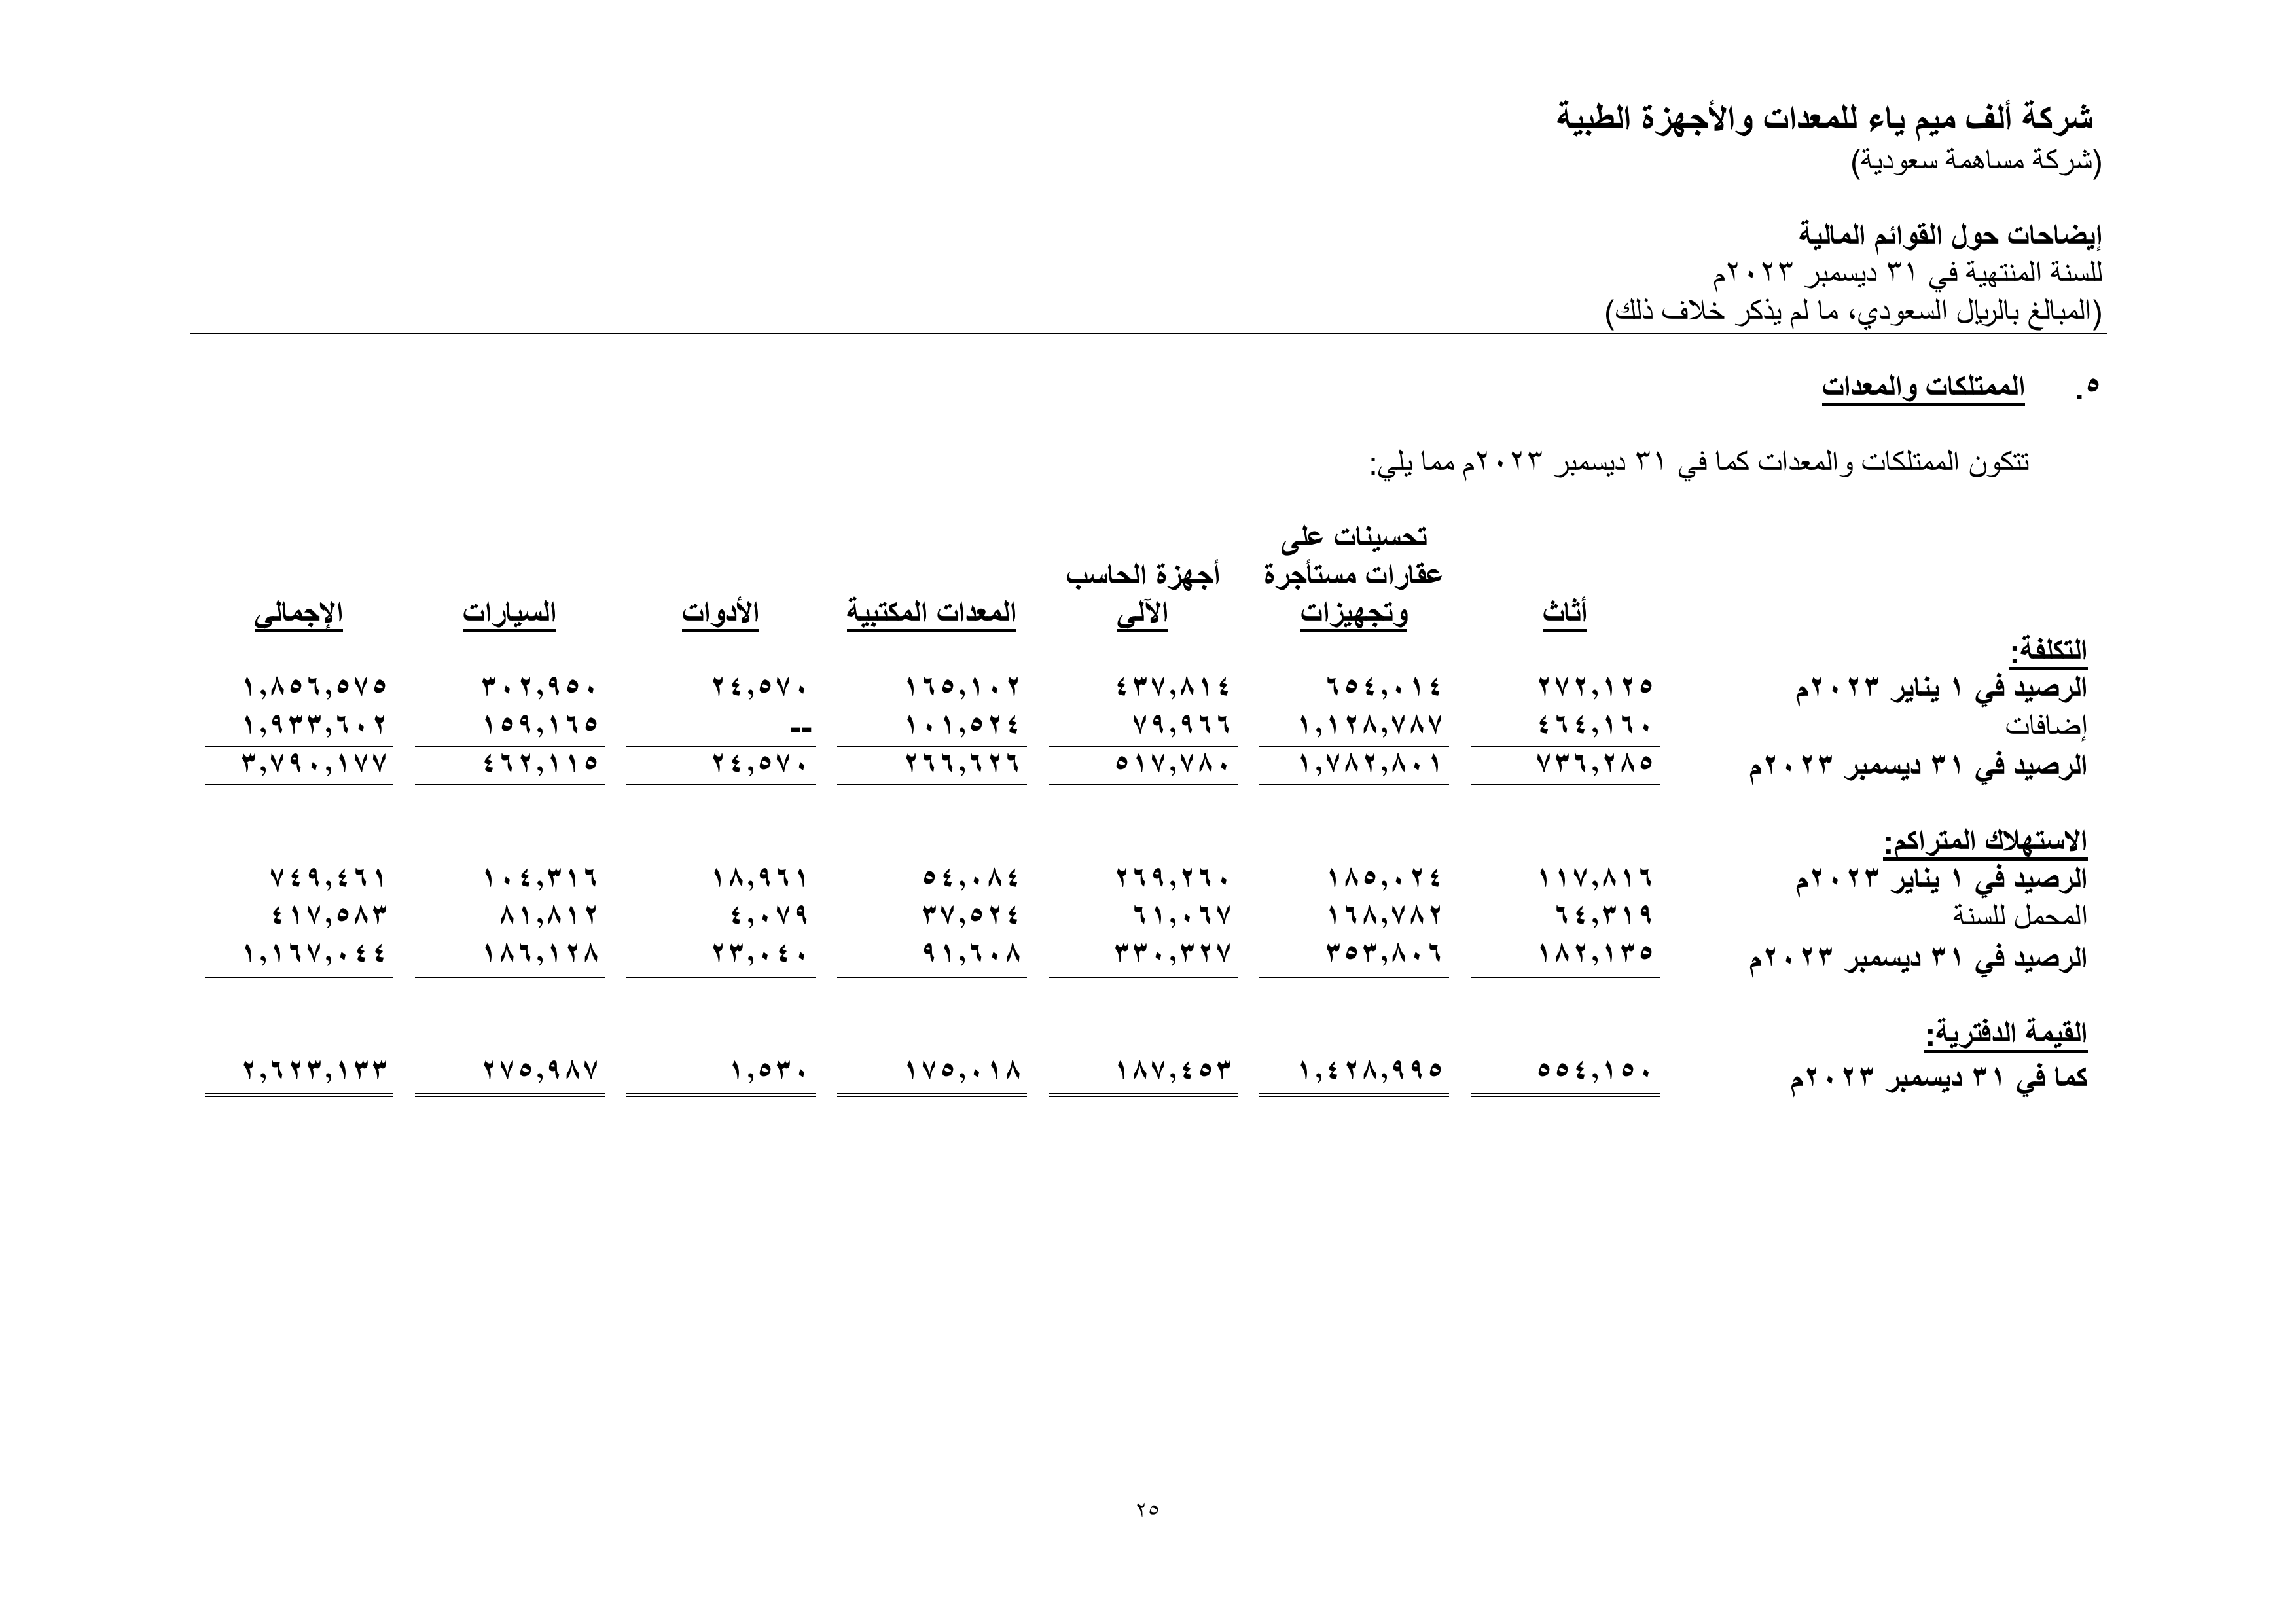 شركة ألف ميم ياء للمعدات والأجهزة الطبية
(شركة مساهمة سعودية)
إيضاحات حول القوائم المالية
للسنة المنتهية في ٣١ ديسمبر ٢٠٢٣م
(المبالغ بالريال السعودي، ما لم يذكر خلاف ذلك)
٥. الممتلكات والمعدات
تتكون الممتلكات والمعدات كما في ٣١ ديسمبر ٢٠٢٣م مما يلي:
تحسينات على
عقارات مستأجرة أجهزة الحاسب
أثاث وتجهيزات الآلي المعدات المكتبية الأدوات السيارات الإجمالي
التكلفة:
الرصيد في ١ يناير ٢٠٢٣م ٢٧٢,١٢٥ ٦٥٤,٠١٤ ٤٣٧,٨١٤ ١٦٥,١٠٢ ٢٤,٥٧٠ ٣٠٢,٩٥٠ ١,٨٥٦,٥٧٥
إضافات ٤٦٤,١٦٠ ١,١٢٨,٧٨٧ ٧٩,٩٦٦ ١٠١,٥٢٤ -- ١٥٩,١٦٥ ١,٩٣٣,٦٠٢
الرصيد في ٣١ ديسمبر ٢٠٢٣م ٧٣٦,٢٨٥ ١,٧٨٢,٨٠١ ٥١٧,٧٨٠ ٢٦٦,٦٢٦ ٢٤,٥٧٠ ٤٦٢,١١٥ ٣,٧٩٠,١٧٧
الاستهلاك المتراكم:
الرصيد في ١ يناير ٢٠٢٣م ١١٧,٨١٦ ١٨٥,٠٢٤ ٢٦٩,٢٦٠ ٥٤,٠٨٤ ١٨,٩٦١ ١٠٤,٣١٦ ٧٤٩,٤٦١
المحمل للسنة ٦٤,٣١٩ ١٦٨,٧٨٢ ٦١,٠٦٧ ٣٧,٥٢٤ ٤,٠٧٩ ٨١,٨١٢ ٤١٧,٥٨٣
الرصيد في ٣١ ديسمبر ٢٠٢٣م ١٨٢,١٣٥ ٣٥٣,٨٠٦ ٣٣٠,٣٢٧ ٩١,٦٠٨ ٢٣,٠٤٠ ١٨٦,١٢٨ ١,١٦٧,٠٤٤
القيمة الدفترية:
كما في ٣١ ديسمبر ٢٠٢٣م ٥٥٤,١٥٠ ١,٤٢٨,٩٩٥ ١٨٧,٤٥٣ ١٧٥,٠١٨ ١,٥٣٠ ٢٧٥,٩٨٧ ٢,٦٢٣,١٣٣
٢٥